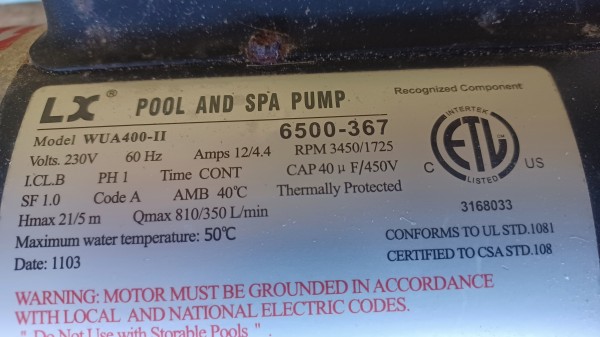 LX® POOL AND SPA PUMP
Recognized Component
Model WUA400-II
6500-367
Volts. 230V 60 Hz Amps 12/4.4 RPM 3450/1725
I.CL.B PH 1 Time CONT CAP 40 μ F/450V
SF 1.0 Code A AMB 40℃ Thermally Protected
Hmax 21/5 m Qmax 810/350 L/min
Maximum water temperature: 50℃
Date: 1103
INTERTEK
C ETL US
LISTED
3168033
CONFORMS TO UL STD.1081
CERTIFIED TO CSA STD.108
WARNING: MOTOR MUST BE GROUNDED IN ACCORDANCE
WITH LOCAL AND NATIONAL ELECTRIC CODES.
" Do Not Use with Storable Pools ".